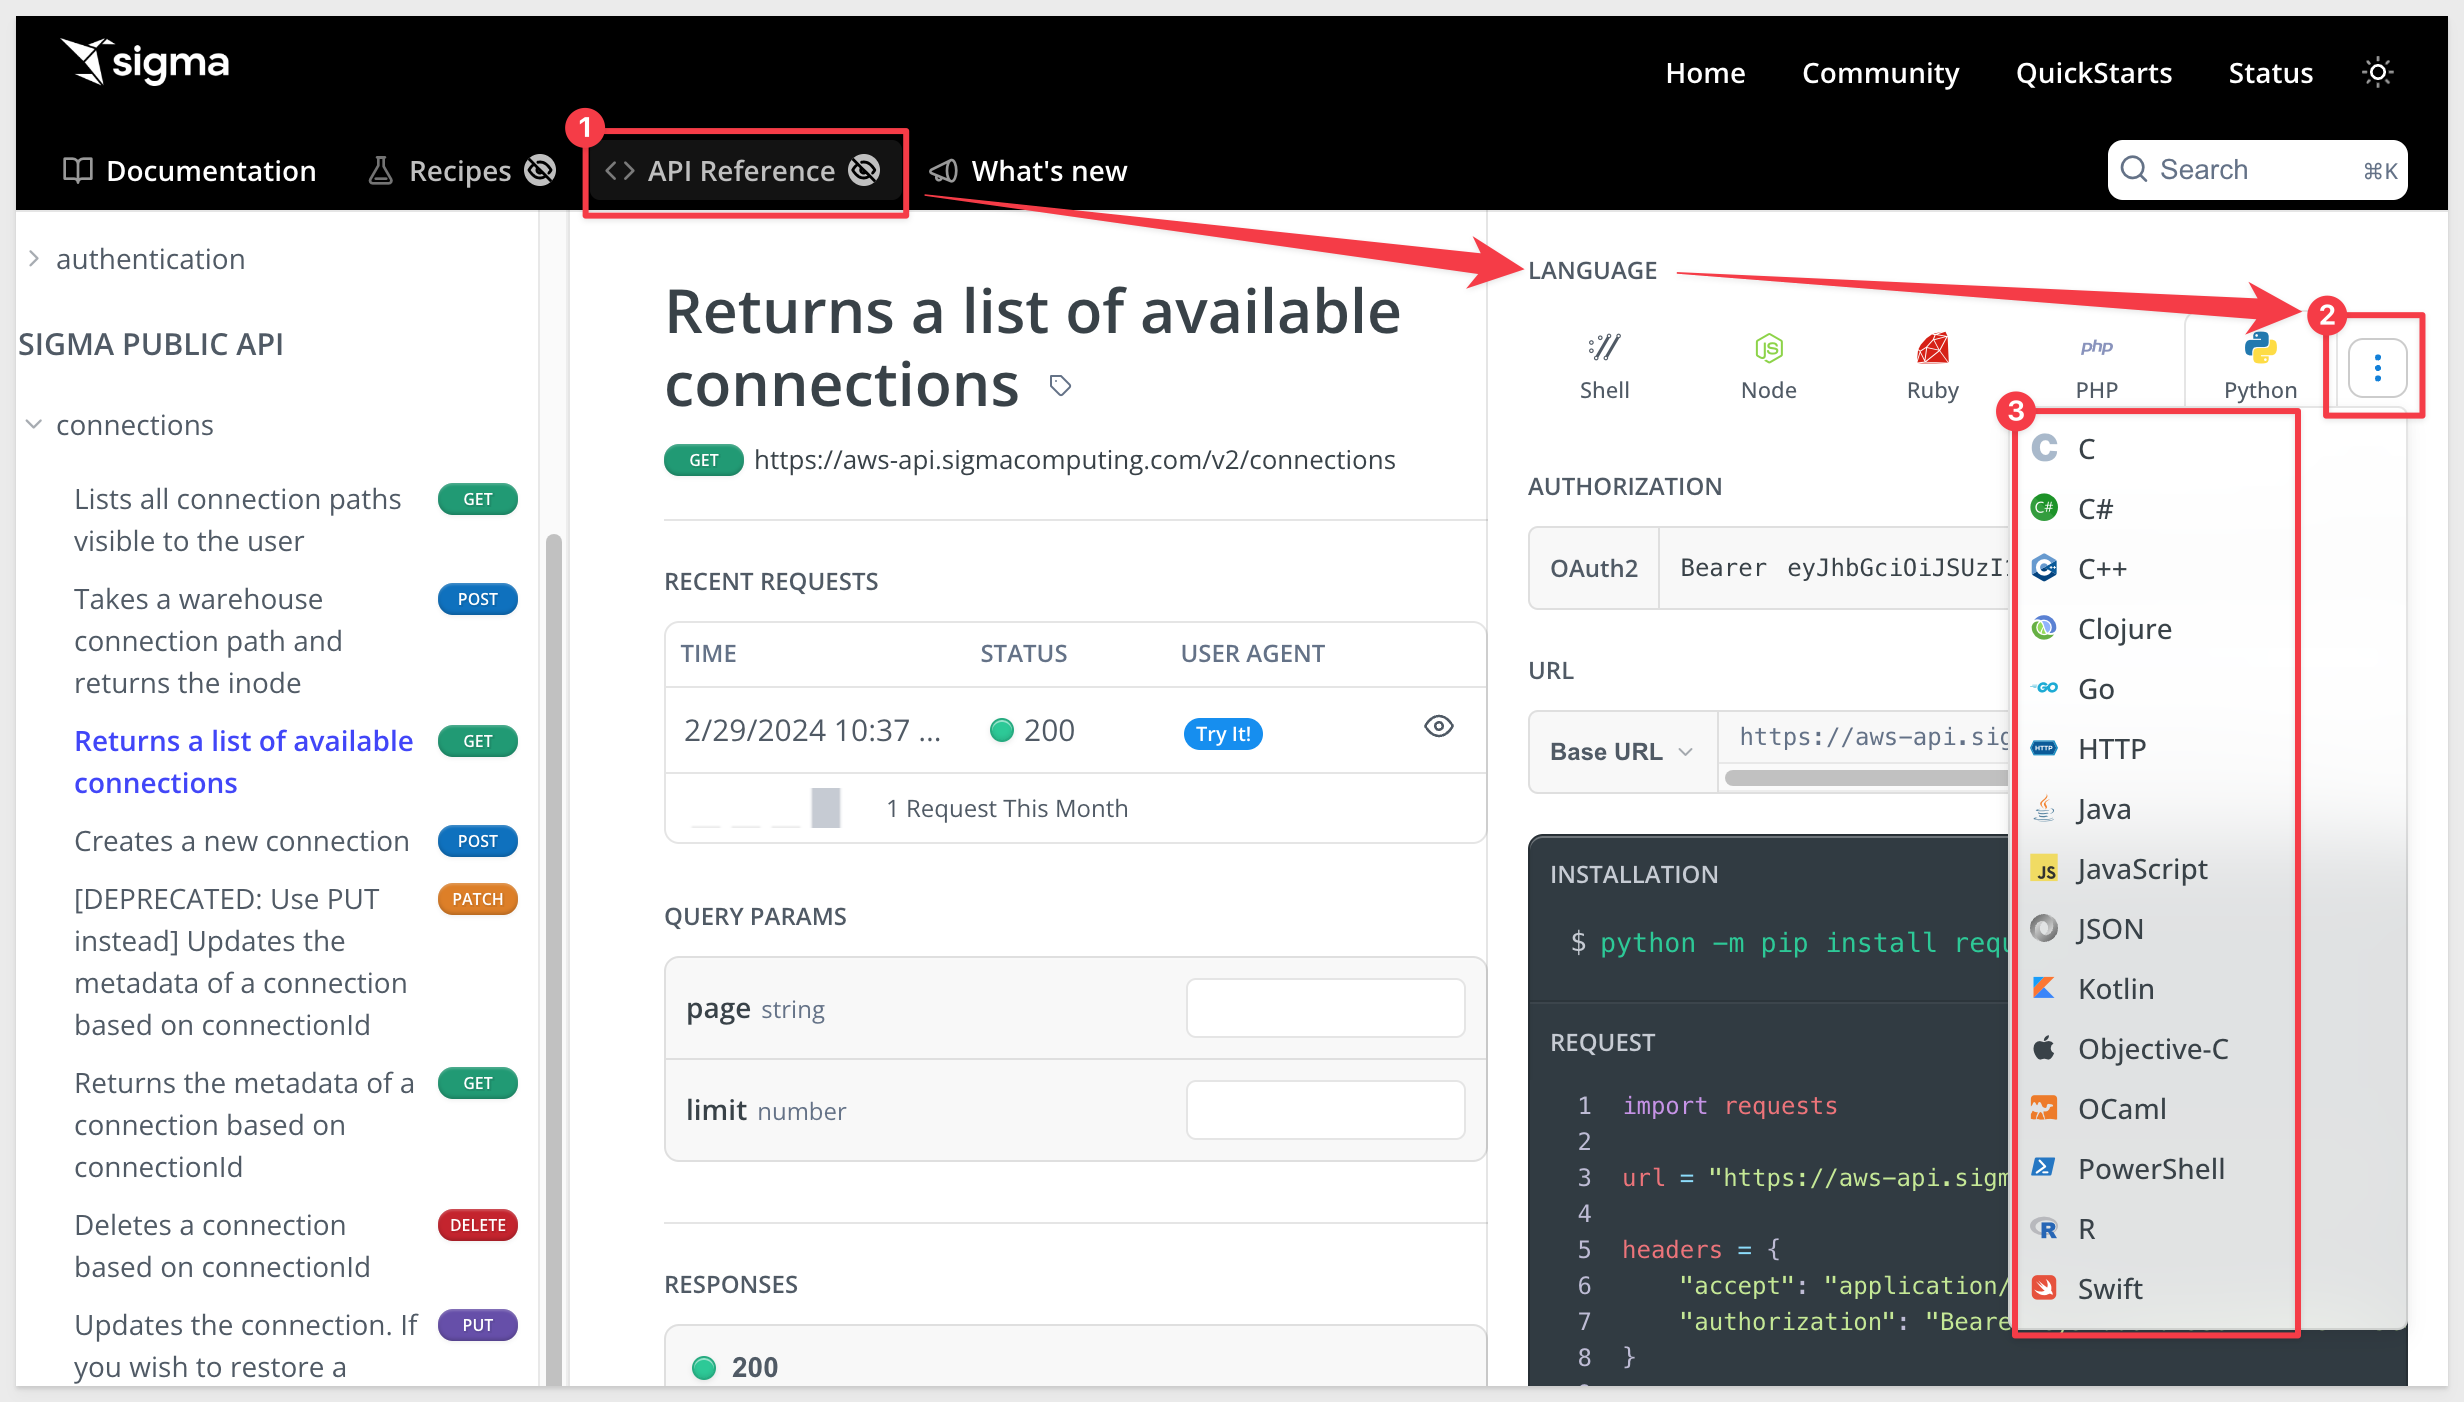 sigma
Home
Community
QuickStarts
Status
1
Documentation
Recipes
API Reference
What's new
Search
⌘K
authentication
SIGMA PUBLIC API
connections
Lists all connection paths
visible to the user
GET
Takes a warehouse
connection path and
returns the inode
POST
Returns a list of available
connections
GET
Creates a new connection
POST
[DEPRECATED: Use PUT
instead] Updates the
metadata of a connection
based on connectionId
PATCH
Returns the metadata of a
connection based on
connectionId
GET
Deletes a connection
based on connectionId
DELETE
Updates the connection. If
you wish to restore a
PUT
Returns a list of available
connections
GET https://aws-api.sigmacomputing.com/v2/connections
RECENT REQUESTS
TIME
STATUS
USER AGENT
2/29/2024 10:37 ...
200
Try It!
1 Request This Month
QUERY PARAMS
page string
limit number
RESPONSES
200
LANGUAGE
2
Shell
JS
Node
Ruby
php
PHP
Python
3
AUTHORIZATION
OAuth2
Bearer eyJhbGciOiJSUzI
URL
Base URL
https://aws-api.sig
INSTALLATION
$ python -m pip install requ
REQUEST
1 import requests
2
3 url = "https://aws-api.sigm
4
5 headers = {
6 "accept": "application/
7 "authorization": "Beare
8 }
C
C#
C++
Clojure
Go
HTTP
Java
JavaScript
JSON
Kotlin
Objective-C
OCaml
PowerShell
R
Swift